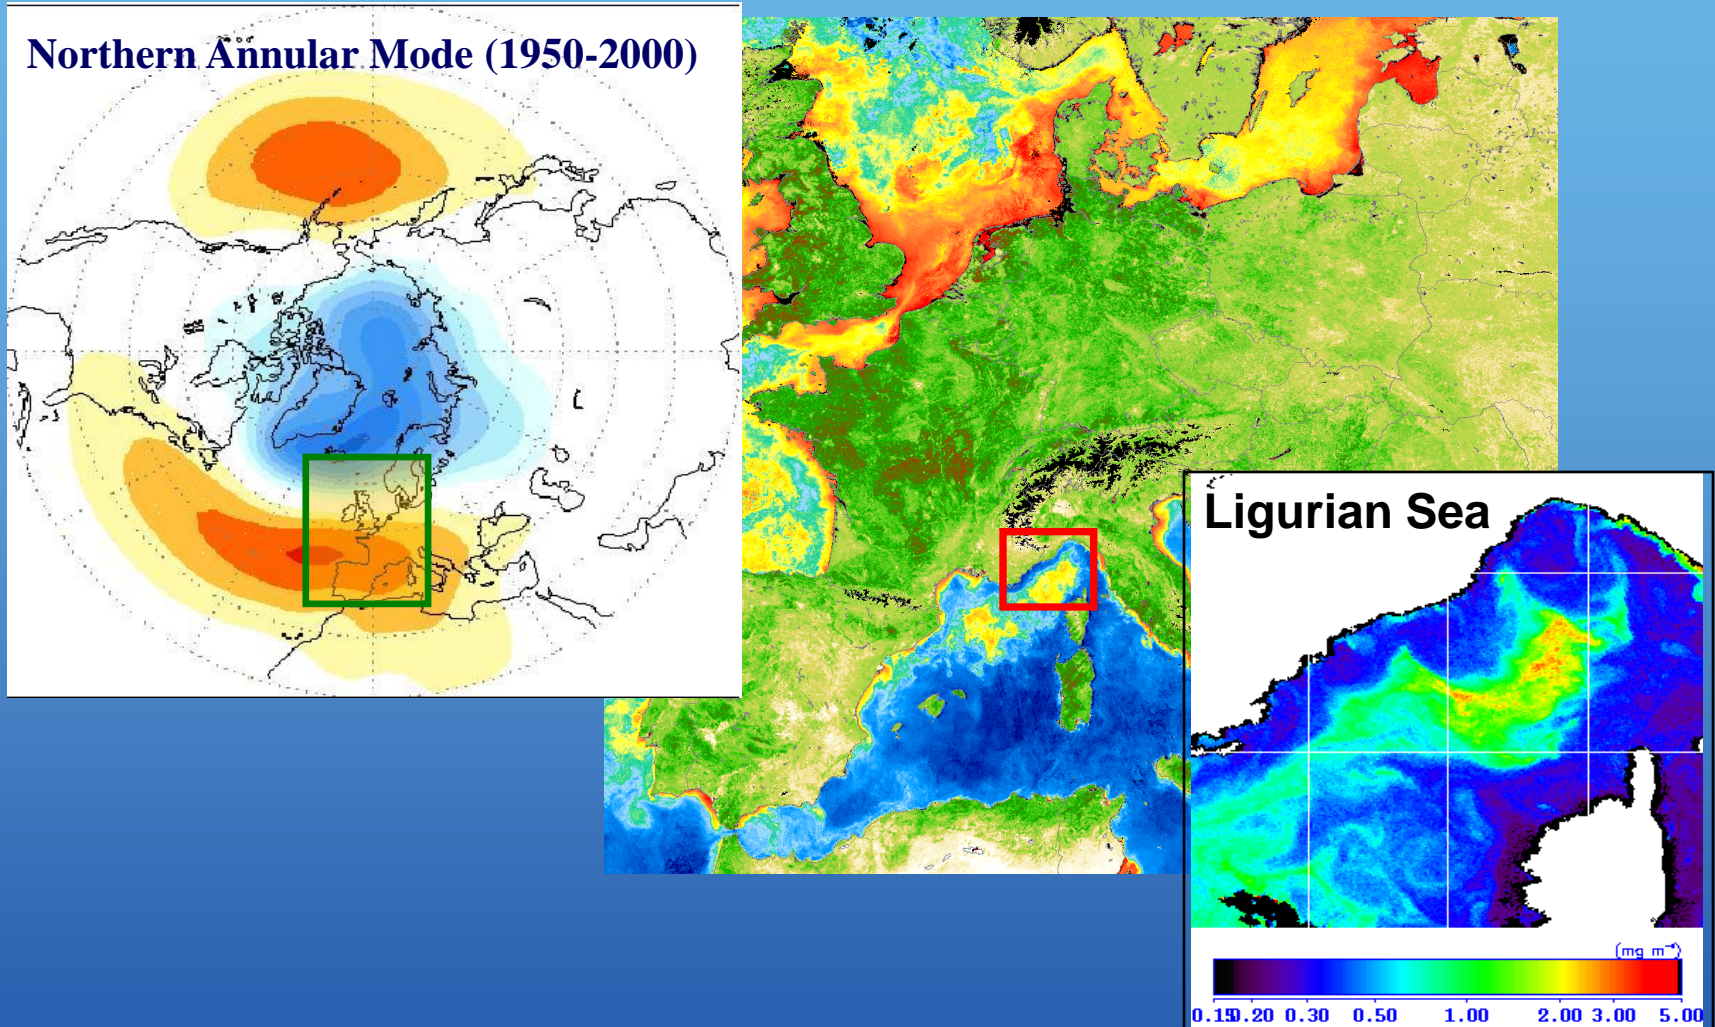 Northern Annular Mode (1950-2000)
Ligurian Sea
(mg m⁻³)
0.15 0.20 0.30 0.50 1.00 2.00 3.00 5.00